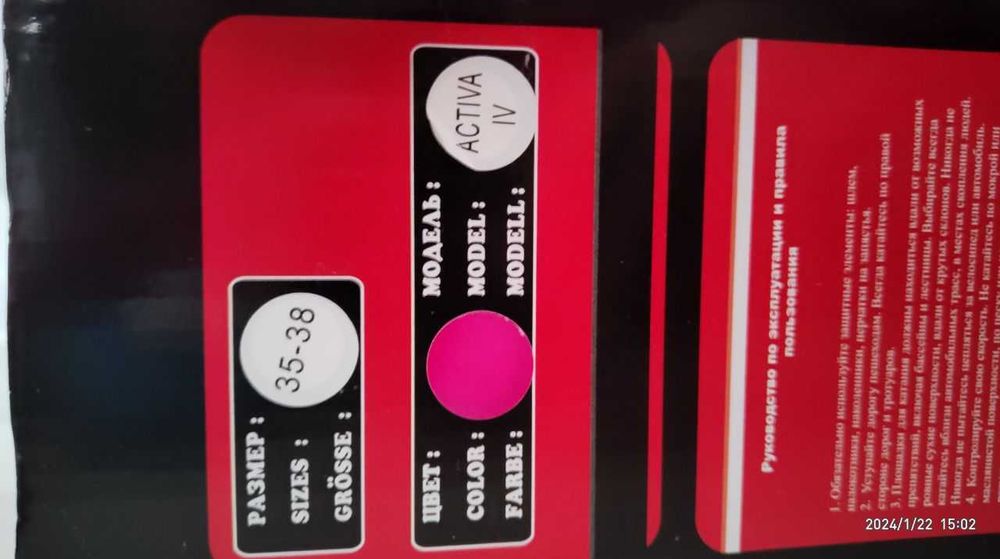 РАЗМЕР:
SIZES :
GRÖSSE :
35-38
ЦВЕТ:
COLOR:
FARBE:
МОДЕЛЬ:
MODEL:
MODELL:
ACTIVA
IV
Руководство по эксплуатации и правила
пользования
1. Обязательно используйте защитные элементы: шлем,
налокотники, наколенники, перчатки на запястья.
2. Уступайте дорогу пешеходам. Всегда катайтесь по правой
стороне дорог и тротуаров.
3. Площадки для катания должны находиться вдали от возможных
препятствий, включая бассейны и лестницы. Выбирайте всегда
ровные сухие поверхности, вдали от крутых склонов. Никогда не
катайтесь вблизи автомобильных трасс, в местах скопления людей.
Никогда не пытайтесь цепляться за велосипед или автомобиль.
4. Контролируйте свою скорость. Не катайтесь по мокрой или
маслянистой поверхности, по
2024/1/22 15:02